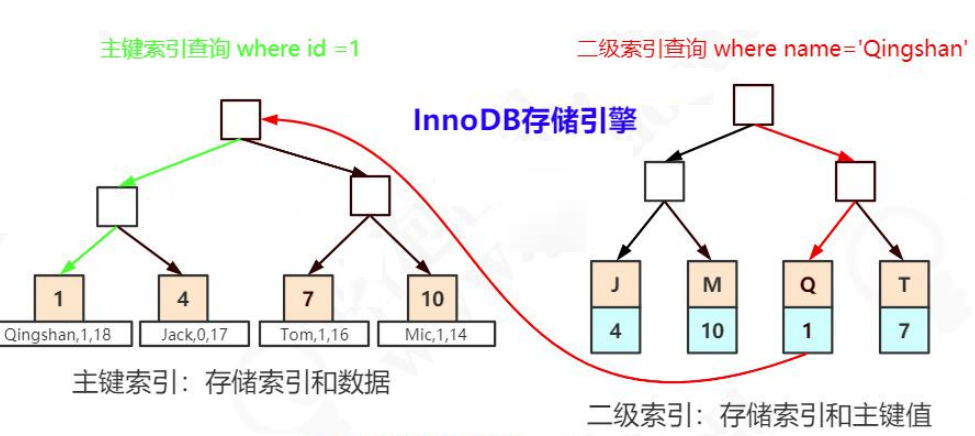 主键索引查询 where id =1
二级索引查询 where name='Qingshan'
InnoDB存储引擎
1
4
7
10
Qingshan,1,18
Jack,0,17
Tom,1,16
Mic,1,14
主键索引：存储索引和数据
J
M
Q
T
4
10
1
7
二级索引：存储索引和主键值